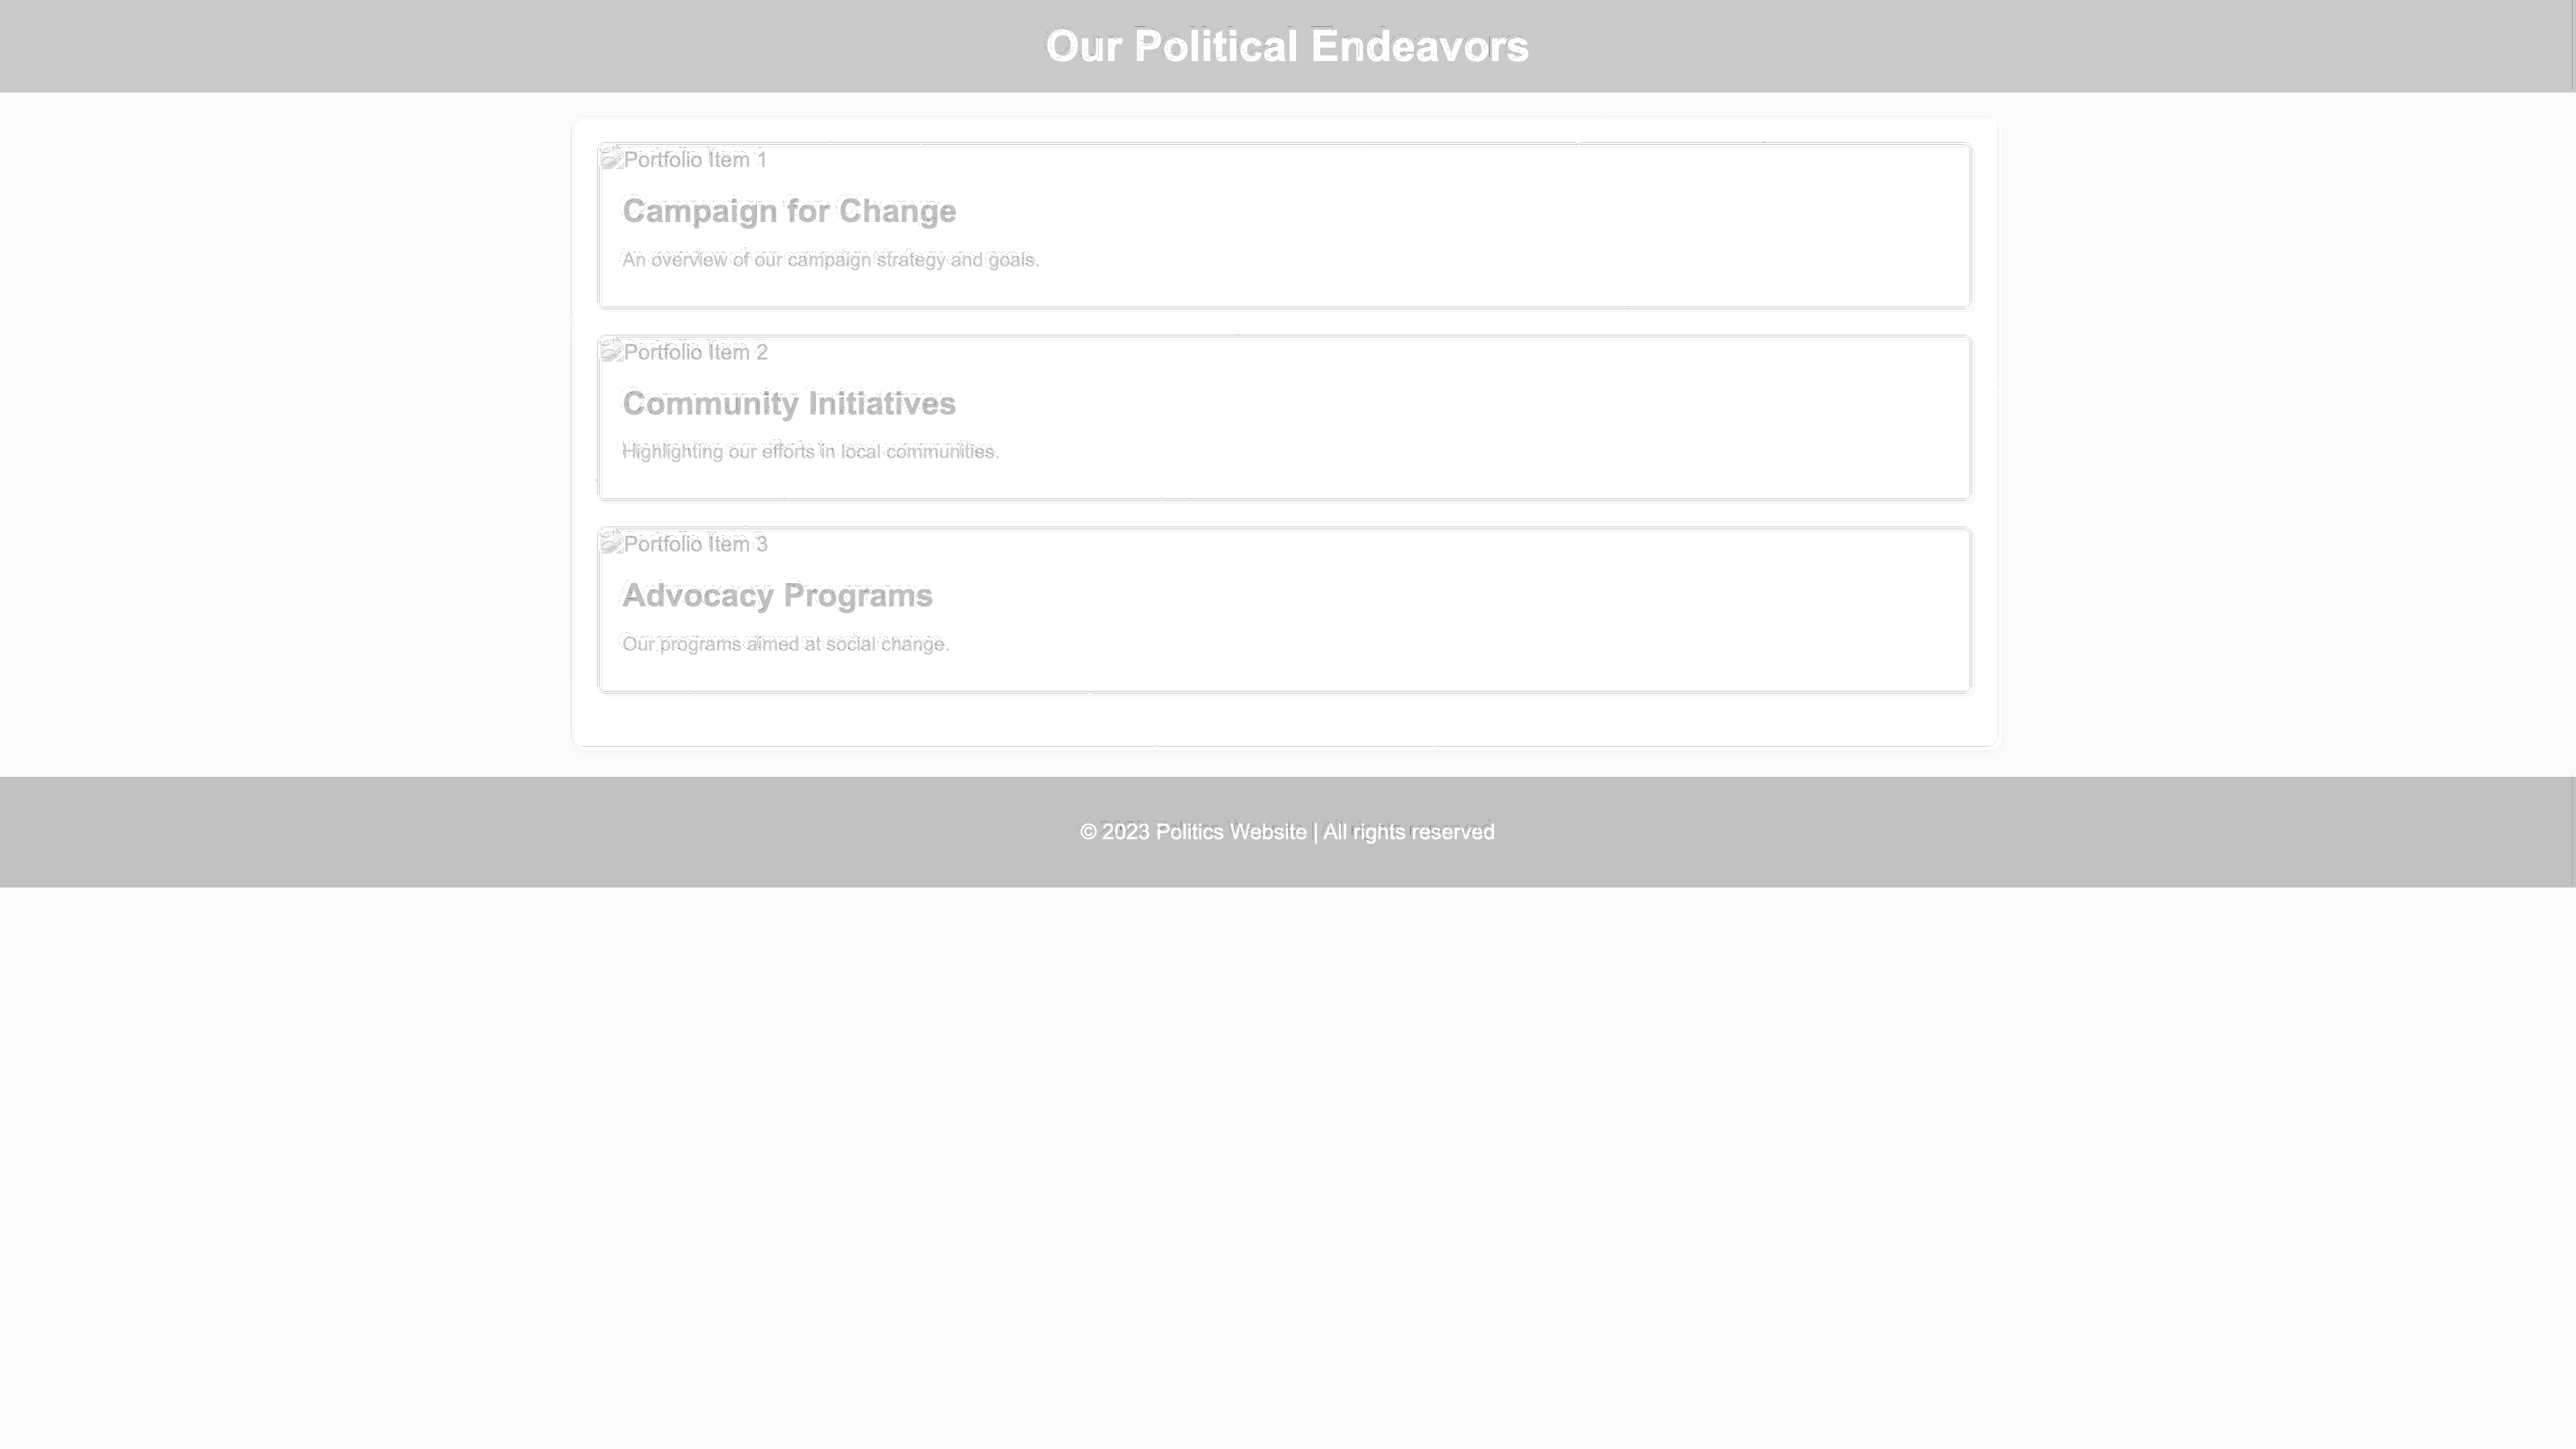 Our Political Endeavors
Portfolio Item 1
Campaign for Change
An overview of our campaign strategy and goals.
Portfolio Item 2
Community Initiatives
Highlighting our efforts in local communities.
Portfolio Item 3
Advocacy Programs
Our programs aimed at social change.
© 2023 Politics Website | All rights reserved